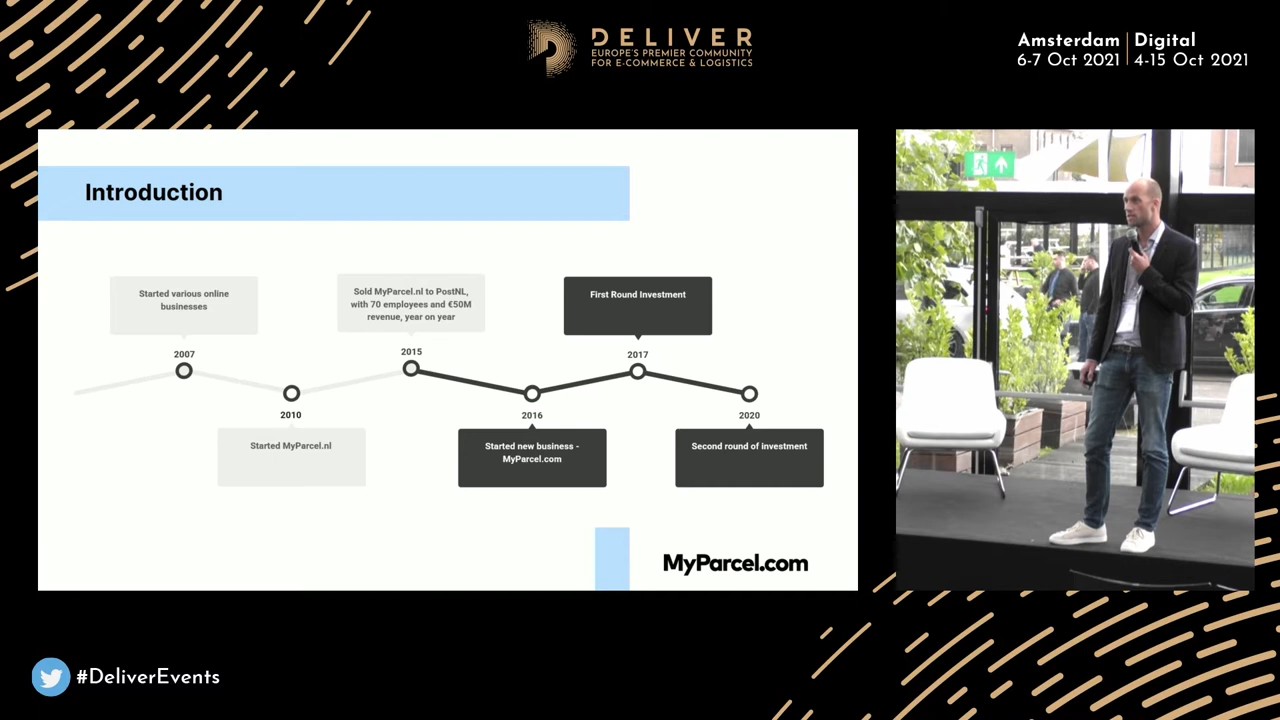 DELIVER
EUROPE'S PREMIER COMMUNITY
FOR E-COMMERCE & LOGISTICS
Amsterdam | Digital
6-7 Oct 2021 | 4-15 Oct 2021
Introduction
Started various online
businesses
Sold MyParcel.nl to PostNL,
with 70 employees and €50M
revenue, year on year
First Round Investment
2007
2015
2017
2010
2016
2020
Started MyParcel.nl
Started new business -
MyParcel.com
Second round of investment
MyParcel.com
#DeliverEvents